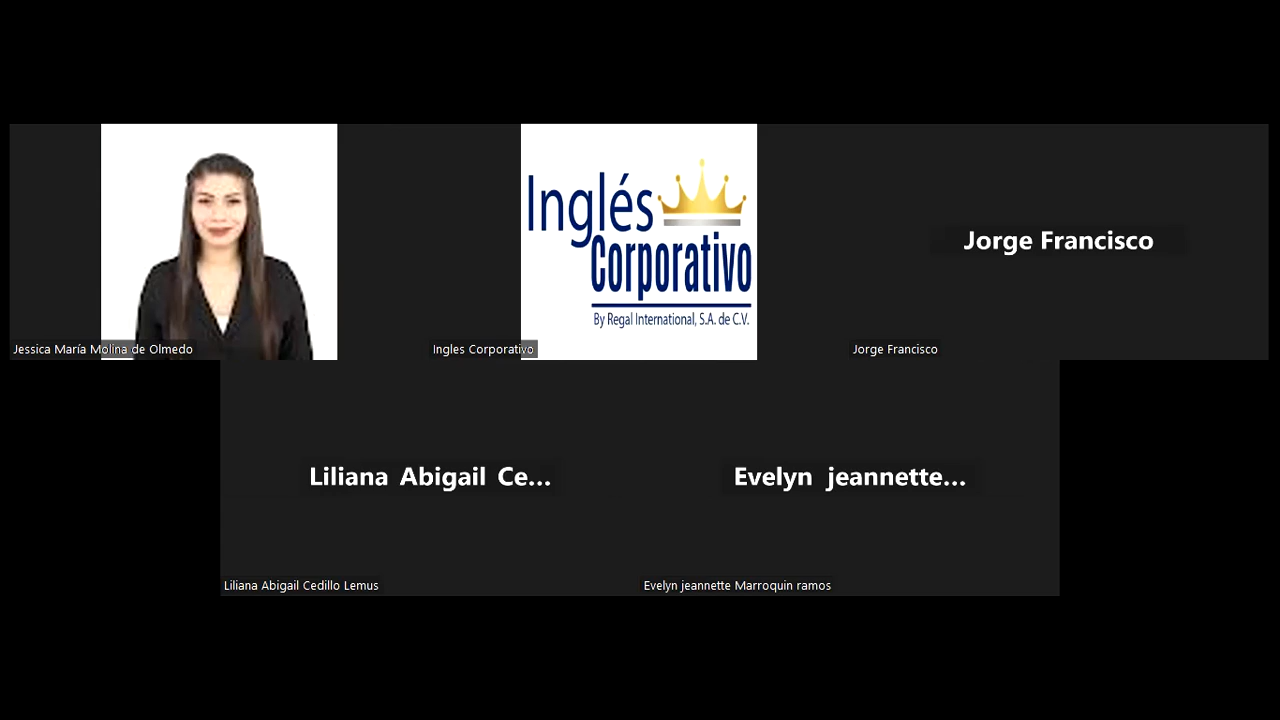 Inglés
Corporativo
By Regal International, S.A. de C.V.
Jorge Francisco
Jessica María Molina de Olmedo
Ingles Corporativo
Jorge Francisco
Liliana Abigail Ce...
Evelyn jeannette...
Liliana Abigail Cedillo Lemus
Evelyn jeannette Marroquin ramos